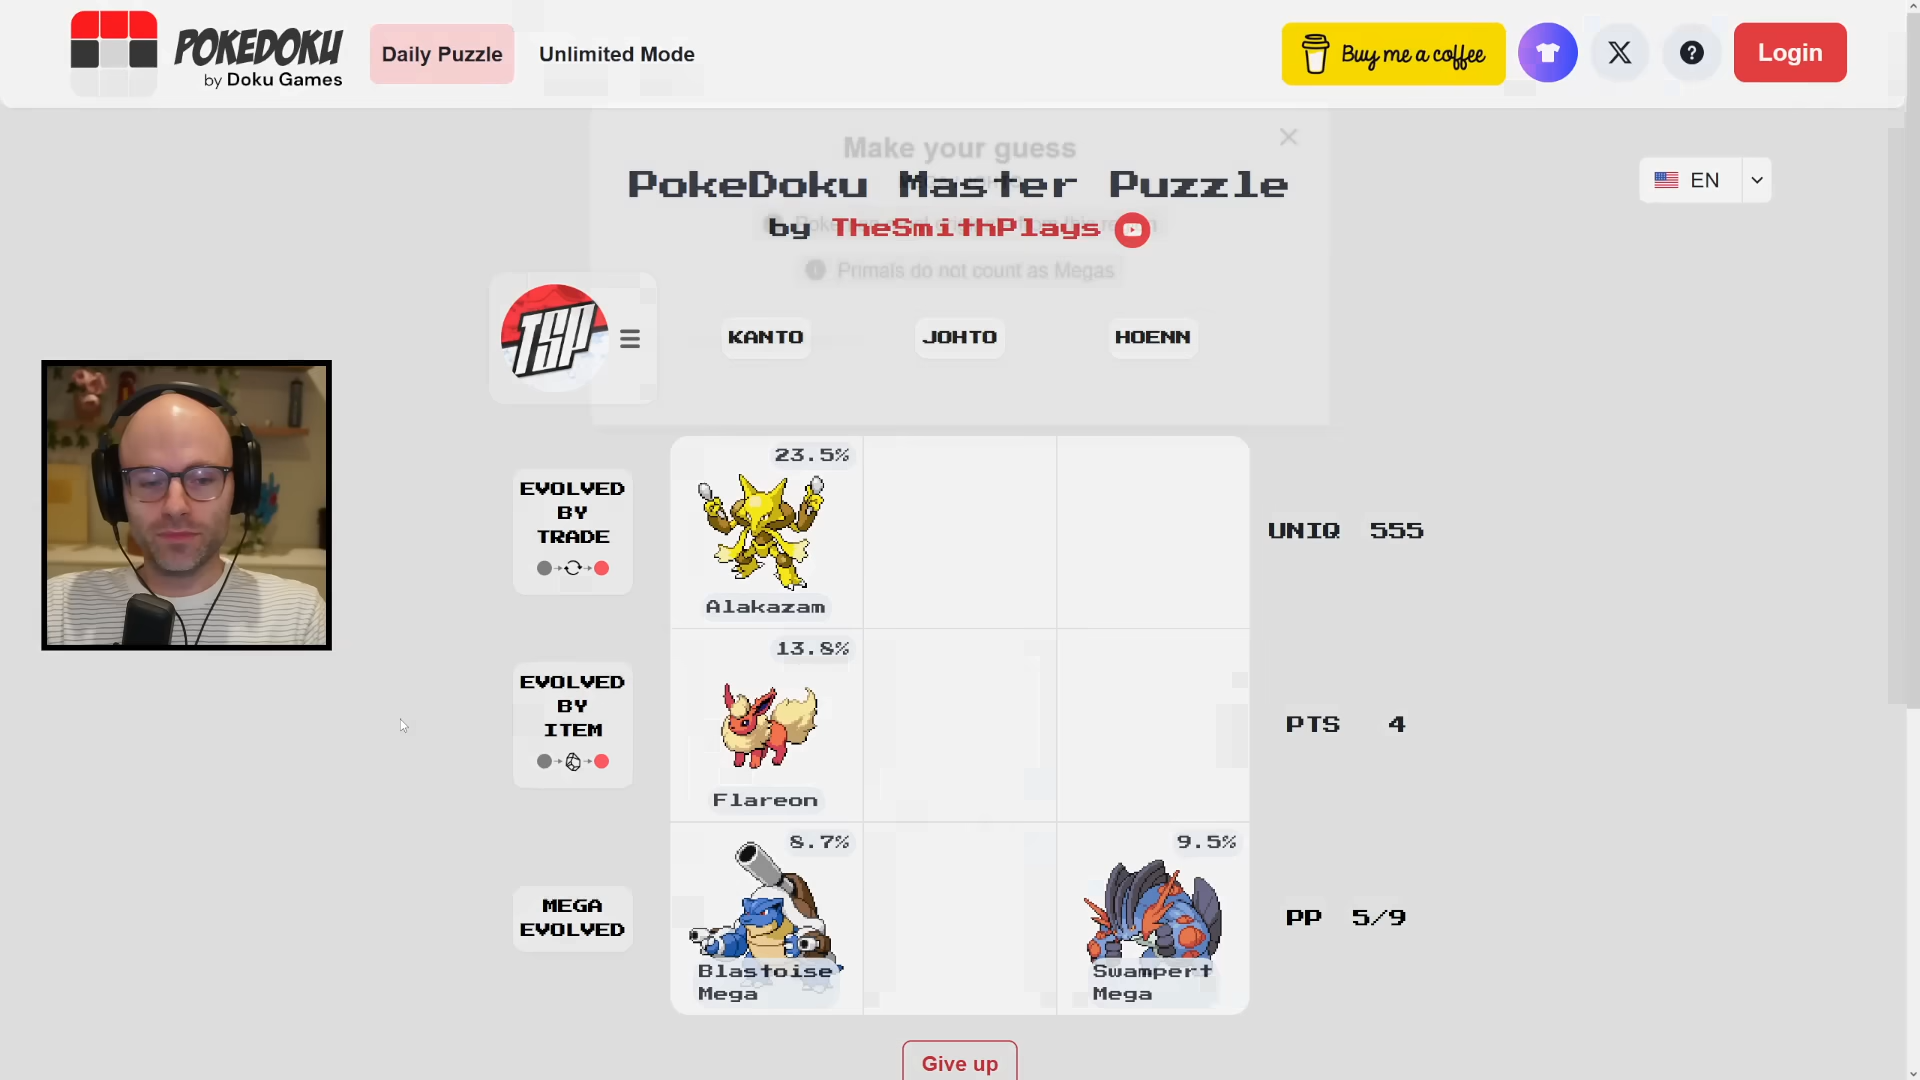 POKEDOKU
by Doku Games
Daily Puzzle
Unlimited Mode
Buy me a coffee
X
?
Login
Make your guess
PokeDoku Master Puzzle
by TheSmithPlays
Primals do not count as Megas
EN
TSP
KANTO
JOHTO
HOENN
EVOLVED
BY
TRADE
23.5%
Alakazam
UNIQ 555
EVOLVED
BY
ITEM
13.8%
Flareon
PTS 4
MEGA
EVOLVED
8.7%
Blastoise
Mega
9.5%
Swampert
Mega
PP 5/9
Give up